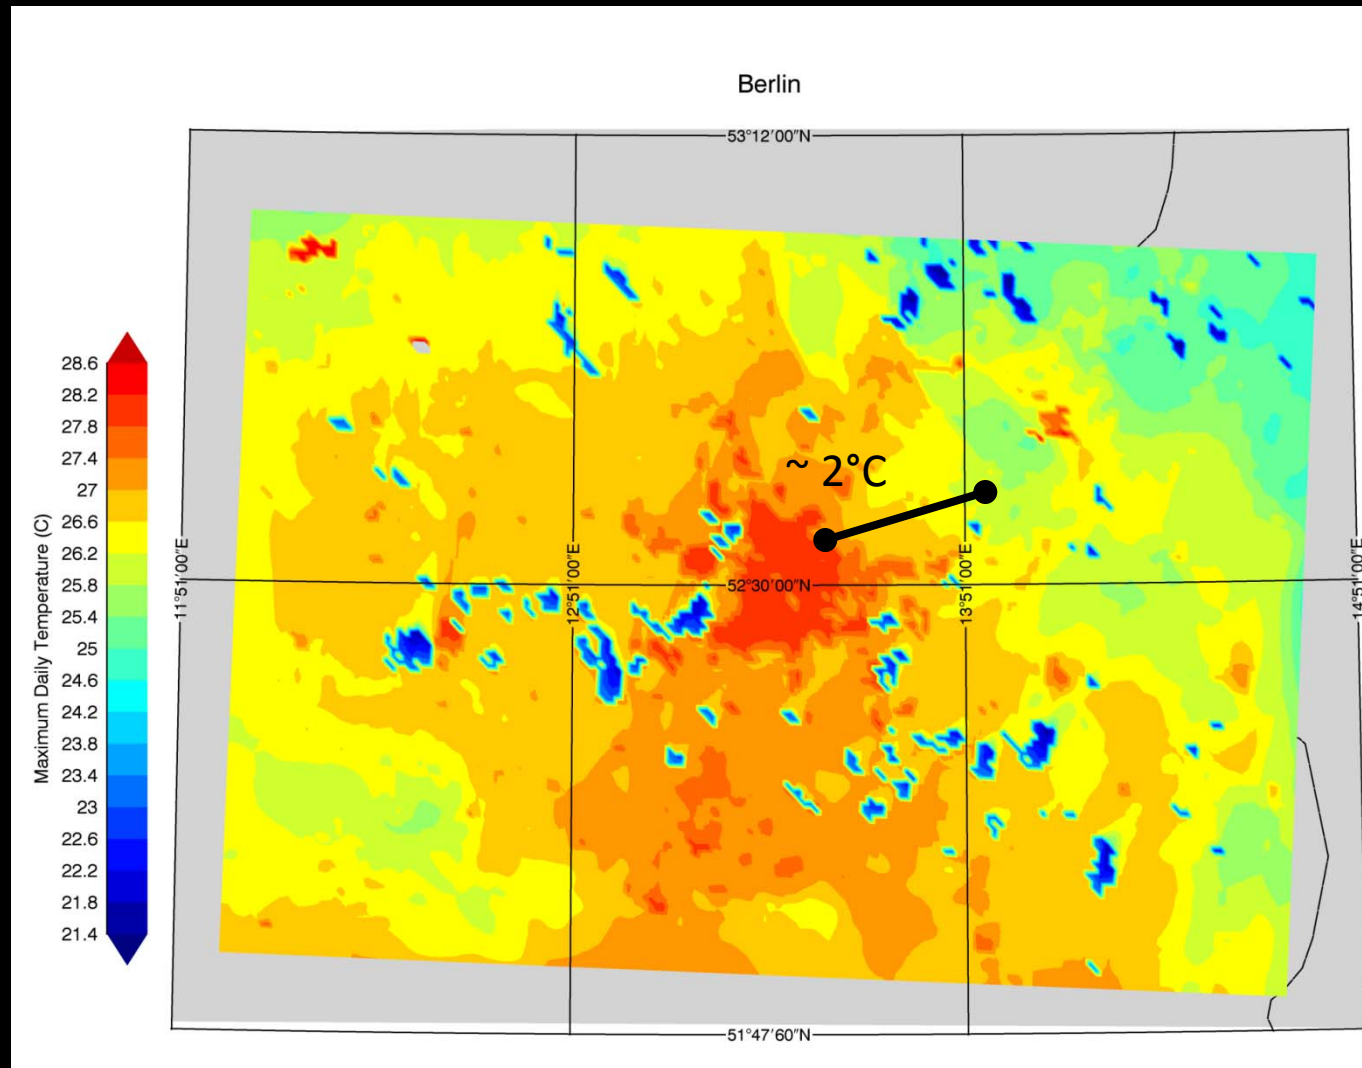 Berlin
53°12′00″N
~ 2°C
28.6
28.2
27.8
27.4
27
26.6
26.2
25.8
25.4
25
24.6
24.2
23.8
23.4
23
22.6
22.2
21.8
21.4
Maximum Daily Temperature (C)
11°51′00″E
12°51′00″E
52°30′00″N
13°51′00″E
14°51′00″E
51°47′60″N